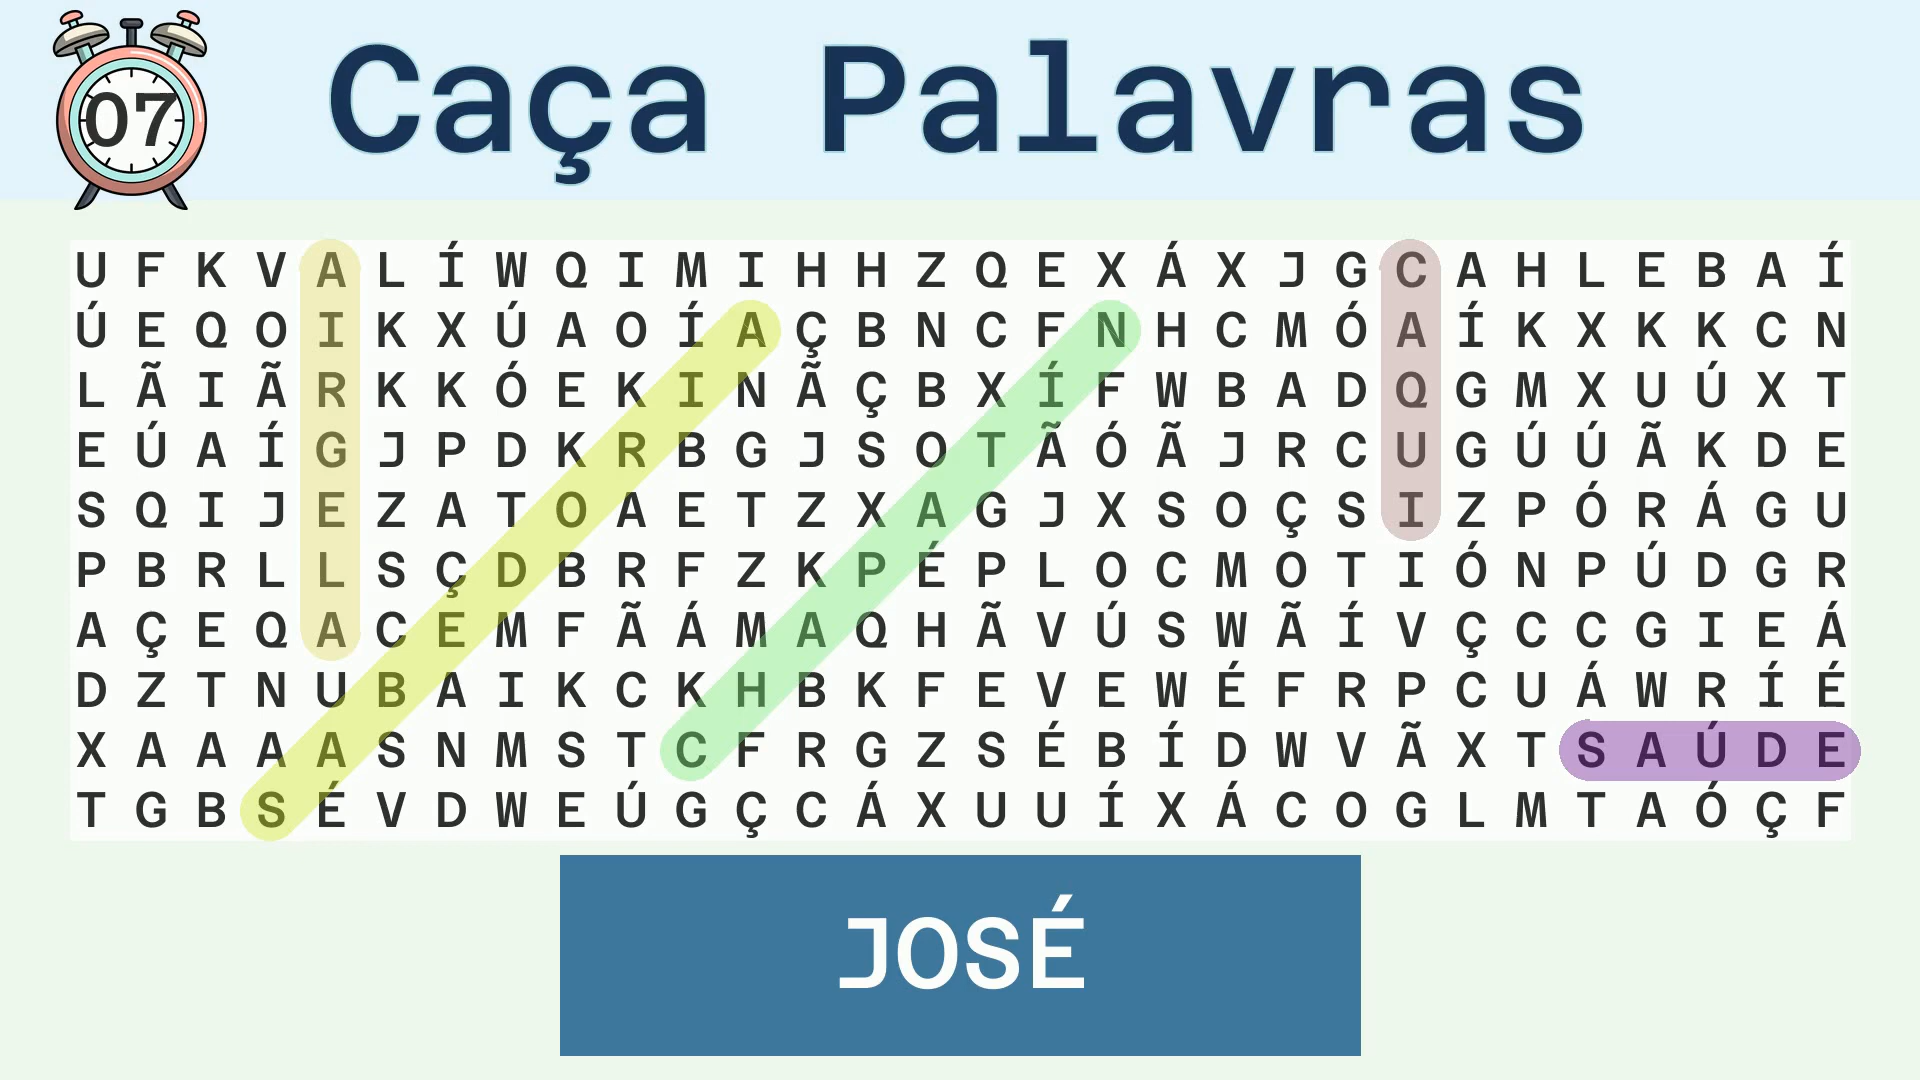 07
Caça Palavras
U F K V A L Í W Q I M I H H Z Q E X Á X J G C A H L E B A Í
Ú E Q O I K X Ú A O Í A Ç B N C F N H C M Ó A Í K X K K C N
L Ã I Ã R K K Ó E K I N Ã Ç B X Í F W B A D Q G M X U Ú X T
E Ú A Í G J P D K R B G J S O T Ã Ó Ã J R C U G Ú Ú Ã K D E
S Q I J E Z A T O A E T Z X A G J X S O Ç S I Z P Ó R Á G U
P B R L L S Ç D B R F Z K P É P L O C M O T I Ó N P Ú D G R
A Ç E Q A C E M F Ã Á M A Q H Ã V Ú S W Ã Í V Ç C C G I E Á
D Z T N U B A I K C K H B K F E V E W É F R P C U Á W R Í É
X A A A A S N M S T C F R G Z S É B Í D W V Ã X T S A Ú D E
T G B S É V D W E Ú G Ç C Á X U U Í X Á C O G L M T A Ó Ç F
JOSÉ